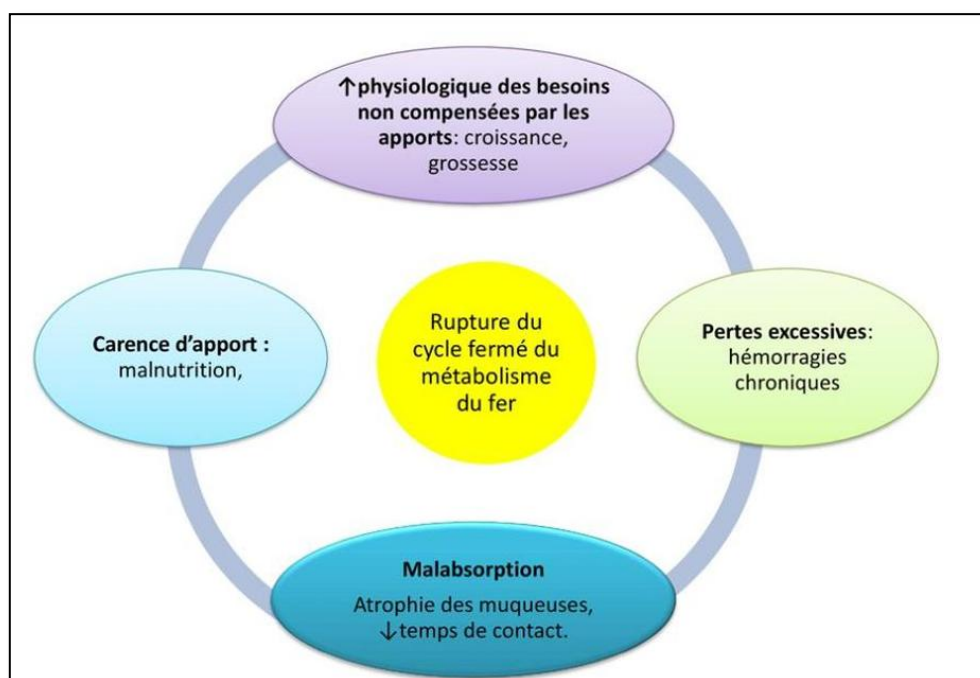 ↑physiologique des besoins
non compensées par les
apports: croissance,
grossesse
Carence d’apport :
malnutrition,
Rupture du
cycle fermé du
métabolisme
du fer
Pertes excessives:
hémorragies
chroniques
Malabsorption
Atrophie des muqueuses,
↓temps de contact.